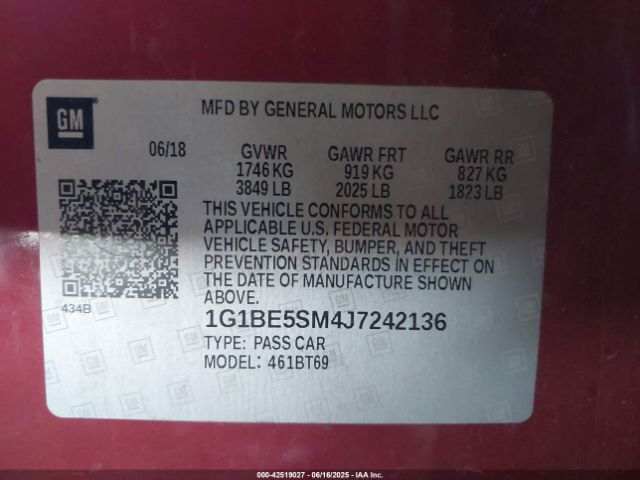 GM
MFD BY GENERAL MOTORS LLC
06/18 GVWR GAWR FRT GAWR RR
1746 KG 919 KG 827 KG
3849 LB 2025 LB 1823 LB
THIS VEHICLE CONFORMS TO ALL
APPLICABLE U.S. FEDERAL MOTOR
VEHICLE SAFETY, BUMPER, AND THEFT
PREVENTION STANDARDS IN EFFECT ON
THE DATE OF MANUFACTURE SHOWN
ABOVE.
434B
1G1BE5SM4J7242136
TYPE: PASS CAR
MODEL: 461BT69
000-42519027 - 06/16/2025 - IAA Inc.